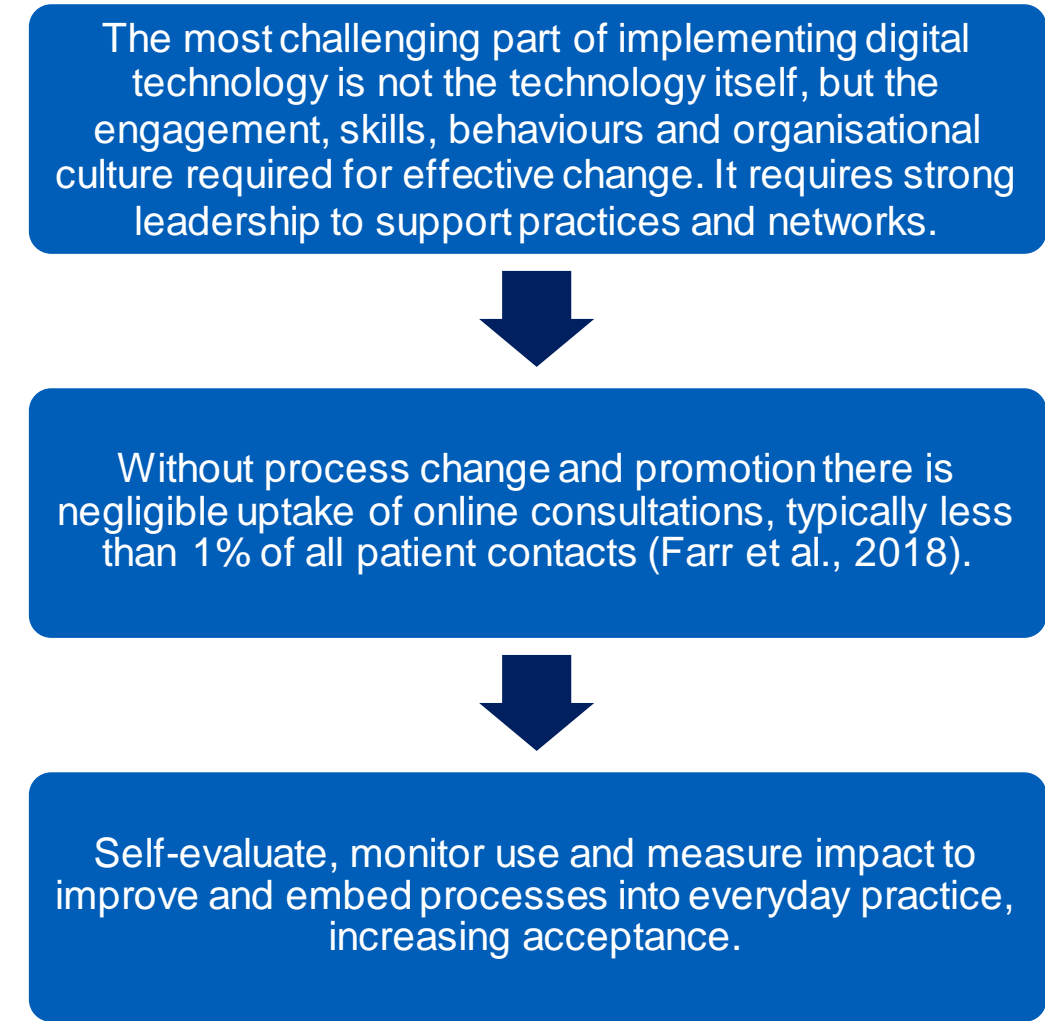 The most challenging part of implementing digital
technology is not the technology itself, but the
engagement, skills, behaviours and organisational
culture required for effective change. It requires strong
leadership to support practices and networks.
Without process change and promotion there is
negligible uptake of online consultations, typically less
than 1% of all patient contacts (Farr et al., 2018).
Self-evaluate, monitor use and measure impact to
improve and embed processes into everyday practice,
increasing acceptance.